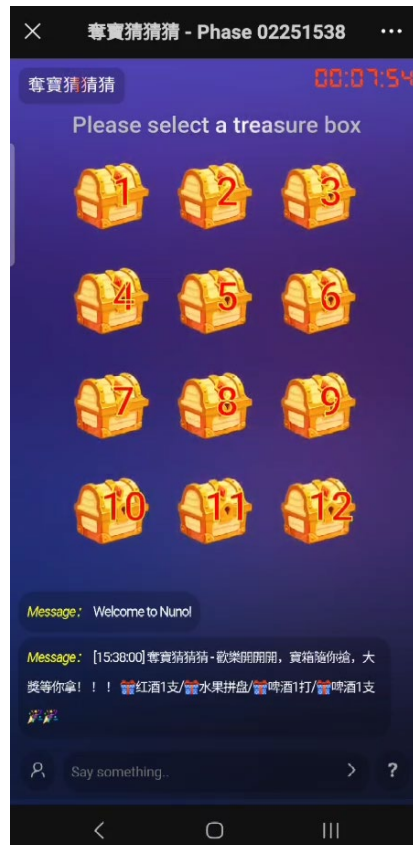 奪寶猜猜猜 - Phase 02251538
奪寶猜猜猜
00:07:54
Please select a treasure box
1 2 3
4 5 6
7 8 9
10 11 12
Message： Welcome to Nuno!
Message： [15:38:00]奪寶猜猜猜-歡樂開開開，寶箱隨你搶，大
獎等你拿！！！🎁红酒1支/🎁水果拼盘/🎁啤酒1打/🎁啤酒1支
🎉🎉
Say something..
?